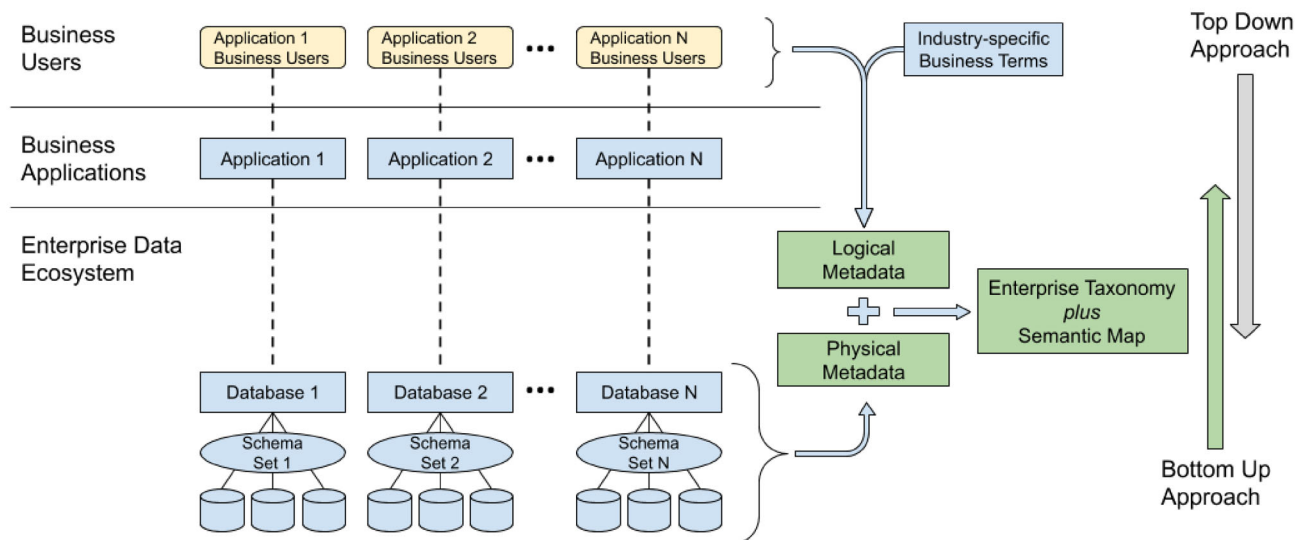 Business
Users
Application 1
Business Users
Application 2
Business Users
•••
Application N
Business Users
Industry-specific
Business Terms
Top Down
Approach
Business
Applications
Application 1
Application 2
•••
Application N
Enterprise Data
Ecosystem
Logical
Metadata
Physical
Metadata
Enterprise Taxonomy
plus
Semantic Map
Database 1
Database 2
•••
Database N
Schema
Set 1
Schema
Set 2
Schema
Set N
Bottom Up
Approach